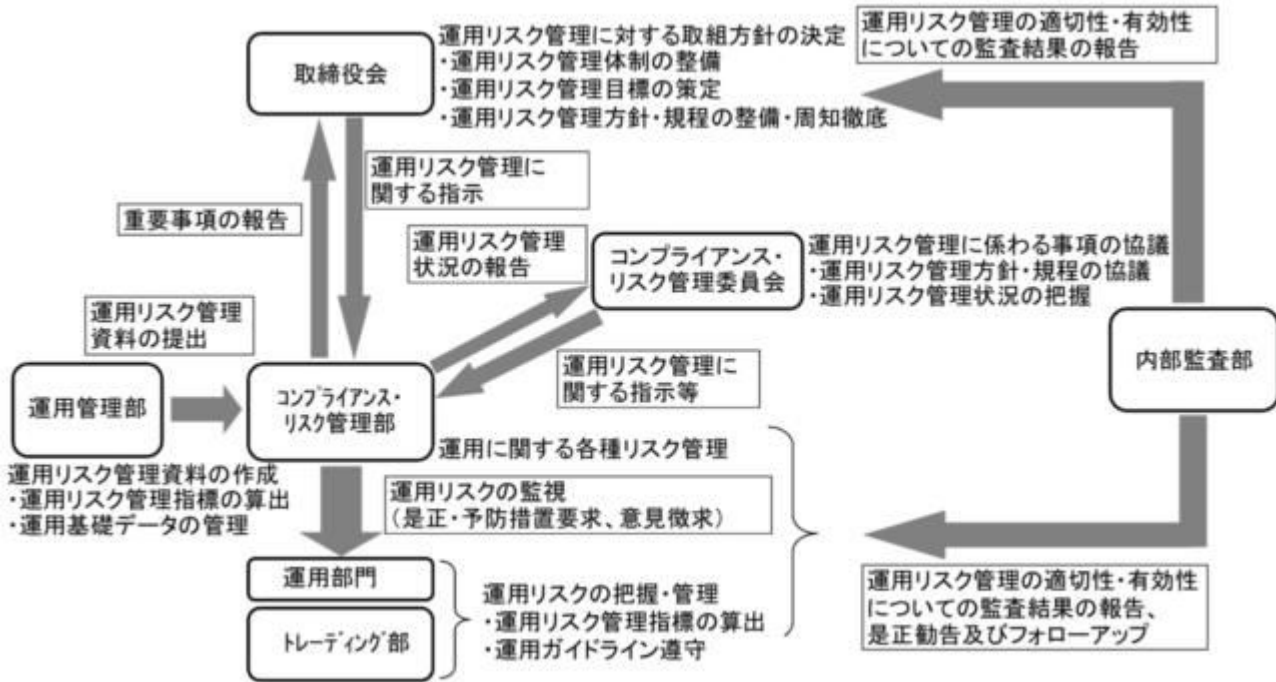 取締役会
運用リスク管理に対する取組方針の決定
・運用リスク管理体制の整備
・運用リスク管理目標の策定
・運用リスク管理方針・規程の整備・周知徹底
運用リスク管理の適切性・有効性
についての監査結果の報告
運用リスク管理に
関する指示
重要事項の報告
運用リスク管理
状況の報告
コンプライアンス・
リスク管理委員会
運用リスク管理に係わる事項の協議
・運用リスク管理方針・規程の協議
・運用リスク管理状況の把握
運用リスク管理
資料の提出
運用リスク管理に
関する指示等
内部監査部
運用管理部
コンプライアンス・
リスク管理部
運用に関する各種リスク管理
運用リスク管理資料の作成
・運用リスク管理指標の算出
・運用基礎データの管理
運用リスクの監視
（是正・予防措置要求、意見徴求）
運用部門
トレーディング部
運用リスクの把握・管理
・運用リスク管理指標の算出
・運用ガイドライン遵守
運用リスク管理の適切性・有効性
についての監査結果の報告、
是正勧告及びフォローアップ